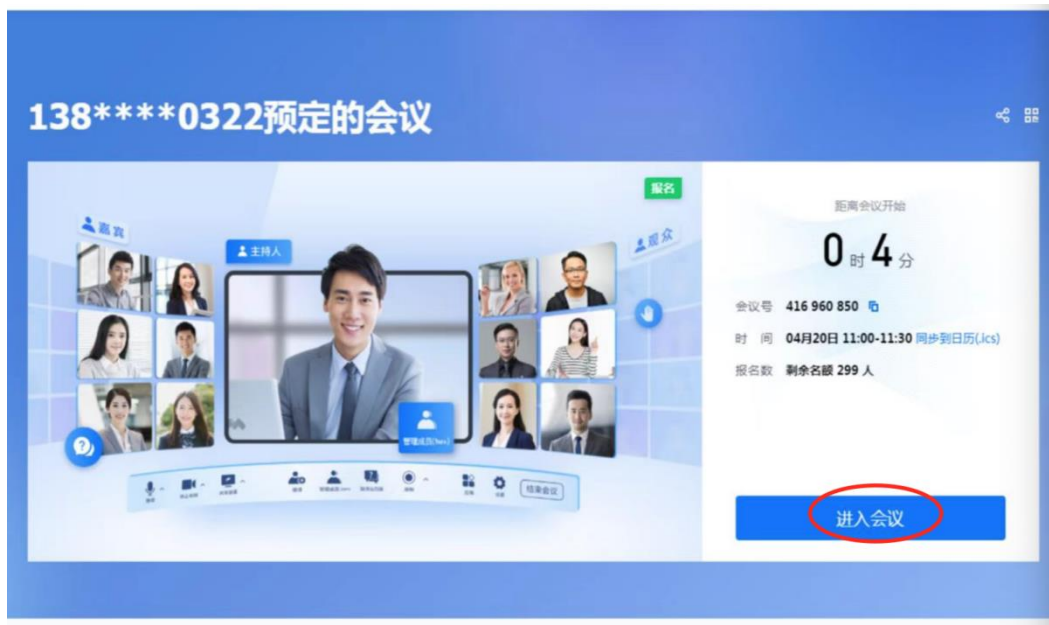 138****0322预定的会议
报名
嘉宾
主持人
观众
距离会议开始
0 时 4 分
会议号 416 960 850
时 间 04月20日 11:00-11:30 同步到日历(.ics)
报名数 剩余名额 299 人
结束会议
进入会议